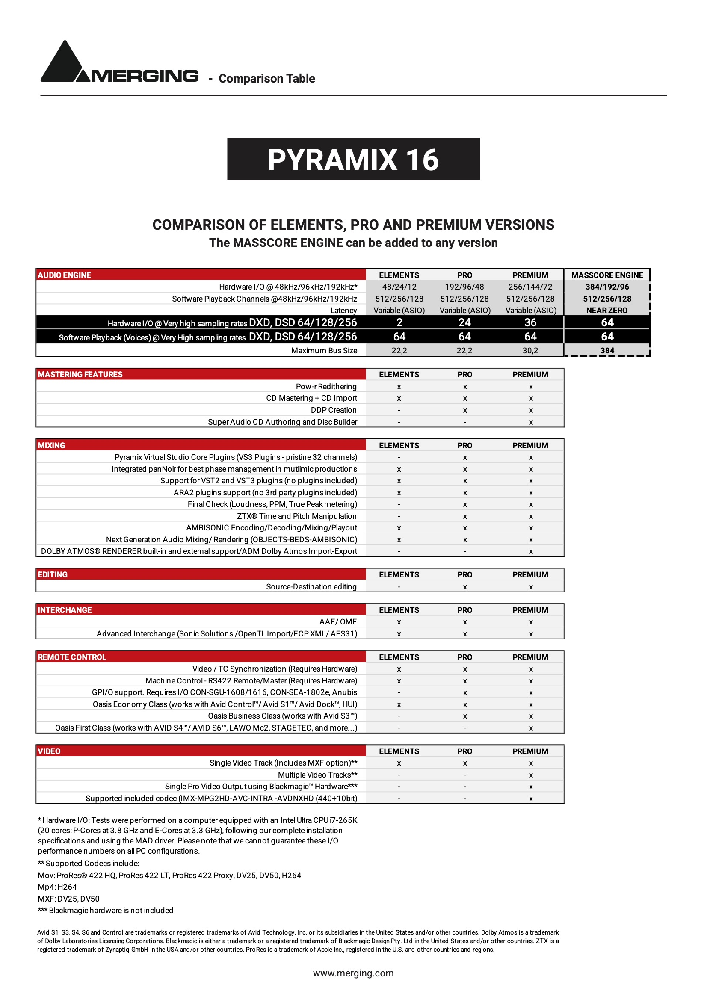 MERGING - Comparison Table
PYRAMIX 16
COMPARISON OF ELEMENTS, PRO AND PREMIUM VERSIONS
The MASSCORE ENGINE can be added to any version
AUDIO ENGINE ELEMENTS PRO PREMIUM MASSCORE ENGINE
Hardware I/O @ 48kHz/96kHz/192kHz* 48/24/12 192/96/48 256/144/72 384/192/96
Software Playback Channels @48kHz/96kHz/192kHz 512/256/128 512/256/128 512/256/128 512/256/128
Latency Variable (ASIO) Variable (ASIO) Variable (ASIO) NEAR ZERO
Hardware I/O @ Very high sampling rates DXD, DSD 64/128/256 2 24 36 64
Software Playback (Voices) @ Very High sampling rates DXD, DSD 64/128/256 64 64 64 64
Maximum Bus Size 22,2 22,2 30,2 384
MASTERING FEATURES ELEMENTS PRO PREMIUM
Pow-r Redithering x x x
CD Mastering + CD Import x x x
DDP Creation - x x
Super Audio CD Authoring and Disc Builder - - x
MIXING ELEMENTS PRO PREMIUM
Pyramix Virtual Studio Core Plugins (VS3 Plugins - pristine 32 channels) - x x
Integrated panNoir for best phase management in mutlimic productions x x x
Support for VST2 and VST3 plugins (no plugins included) x x x
ARA2 plugins support (no 3rd party plugins included) x x x
Final Check (Loudness, PPM, True Peak metering) - x x
ZTX® Time and Pitch Manipulation - x x
AMBISONIC Encoding/Decoding/Mixing/Playout x x x
Next Generation Audio Mixing/ Rendering (OBJECTS-BEDS-AMBISONIC) x x x
DOLBY ATMOS® RENDERER built-in and external support/ADM Dolby Atmos Import-Export - - x
EDITING ELEMENTS PRO PREMIUM
Source-Destination editing - x x
INTERCHANGE ELEMENTS PRO PREMIUM
AAF/ OMF x x x
Advanced Interchange (Sonic Solutions /OpenTL Import/FCP XML/ AES31) x x x
REMOTE CONTROL ELEMENTS PRO PREMIUM
Video / TC Synchronization (Requires Hardware) x x x
Machine Control - RS422 Remote/Master (Requires Hardware) x x x
GPI/O support. Requires I/O CON-SGU-1608/1616, CON-SEA-1802e, Anubis - x x
Oasis Economy Class (works with Avid Control™/ Avid S1™/ Avid Dock™, HUI) x x x
Oasis Business Class (works with Avid S3™) - x x
Oasis First Class (works with AVID S4™/ AVID S6™, LAWO Mc2, STAGETEC, and more...) - - x
VIDEO ELEMENTS PRO PREMIUM
Single Video Track (Includes MXF option)** x x x
Multiple Video Tracks** - - x
Single Pro Video Output using Blackmagic™ Hardware*** - - x
Supported included codec (IMX-MPG2HD-AVC-INTRA -AVDNXHD (440+10bit) - - x
* Hardware I/O: Tests were performed on a computer equipped with an Intel Ultra CPU i7-265K
(20 cores: P-Cores at 3.8 GHz and E-Cores at 3.3 GHz), following our complete installation
specifications and using the MAD driver. Please note that we cannot guarantee these I/O
performance numbers on all PC configurations.
** Supported Codecs include:
Mov: ProRes® 422 HQ, ProRes 422 LT, ProRes 422 Proxy, DV25, DV50, H264
Mp4: H264
MXF: DV25, DV50
*** Blackmagic hardware is not included
Avid S1, S3, S4, S6 and Control are trademarks or registered trademarks of Avid Technology, Inc. or its subsidiaries in the United States and/or other countries. Dolby Atmos is a trademark
of Dolby Laboratories Licensing Corporations. Blackmagic is either a trademark or a registered trademark of Blackmagic Design Pty. Ltd in the United States and/or other countries. ZTX is a
registered trademark of Zynaptiq GmbH in the USA and/or other countries. ProRes is a trademark of Apple Inc., registered in the U.S. and other countries and regions.
www.merging.com